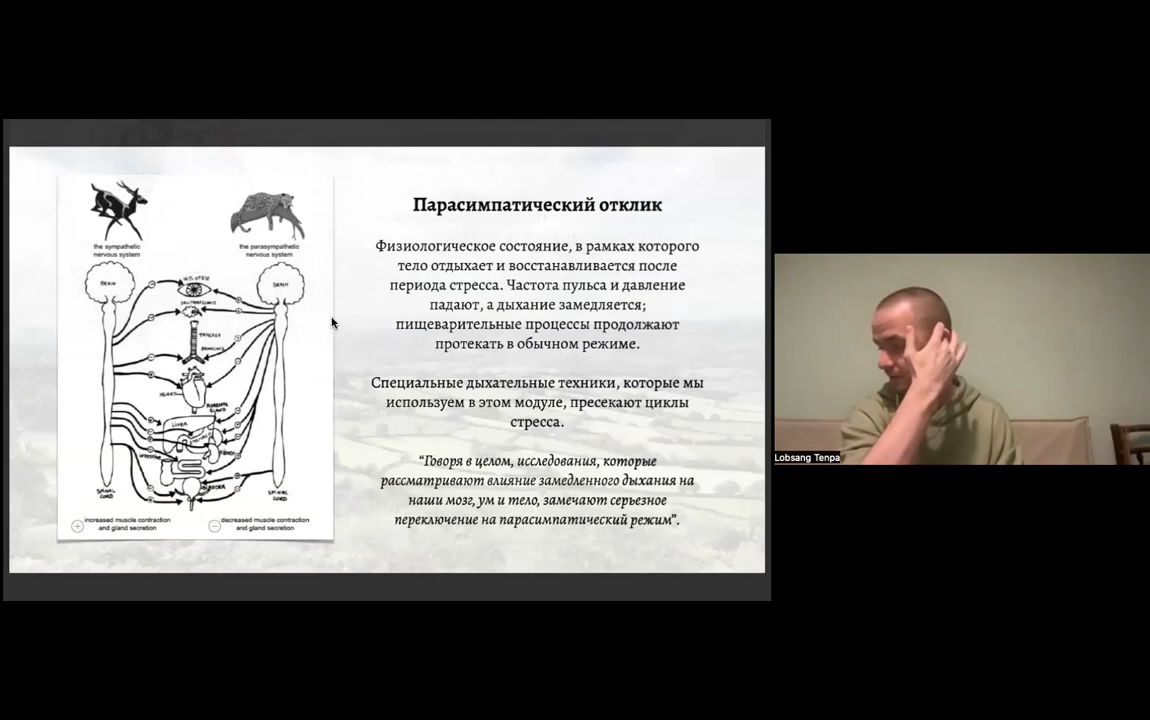 Парасимпатический отклик
Физиологическое состояние, в рамках которого
тело отдыхает и восстанавливается после
периода стресса. Частота пульса и давление
падают, а дыхание замедляется;
пищеварительные процессы продолжают
протекать в обычном режиме.
Специальные дыхательные техники, которые мы
используем в этом модуле, пресекают циклы
стресса.
“Говоря в целом, исследования, которые
рассматривают влияние замедленного дыхания на
наши мозг, ум и тело, замечают серьезное
переключение на парасимпатический режим”.
the sympathetic
nervous system
the parasympathetic
nervous system
BRAIN
BRAIN
TRACHEA
HEART
ADRENAL
GLAND
LIVER
BLADDER
SPINAL
CORD
SPINAL
CORD
increased muscle contraction
and gland secretion
decreased muscle contraction
and gland secretion
Lobsang Tenpa